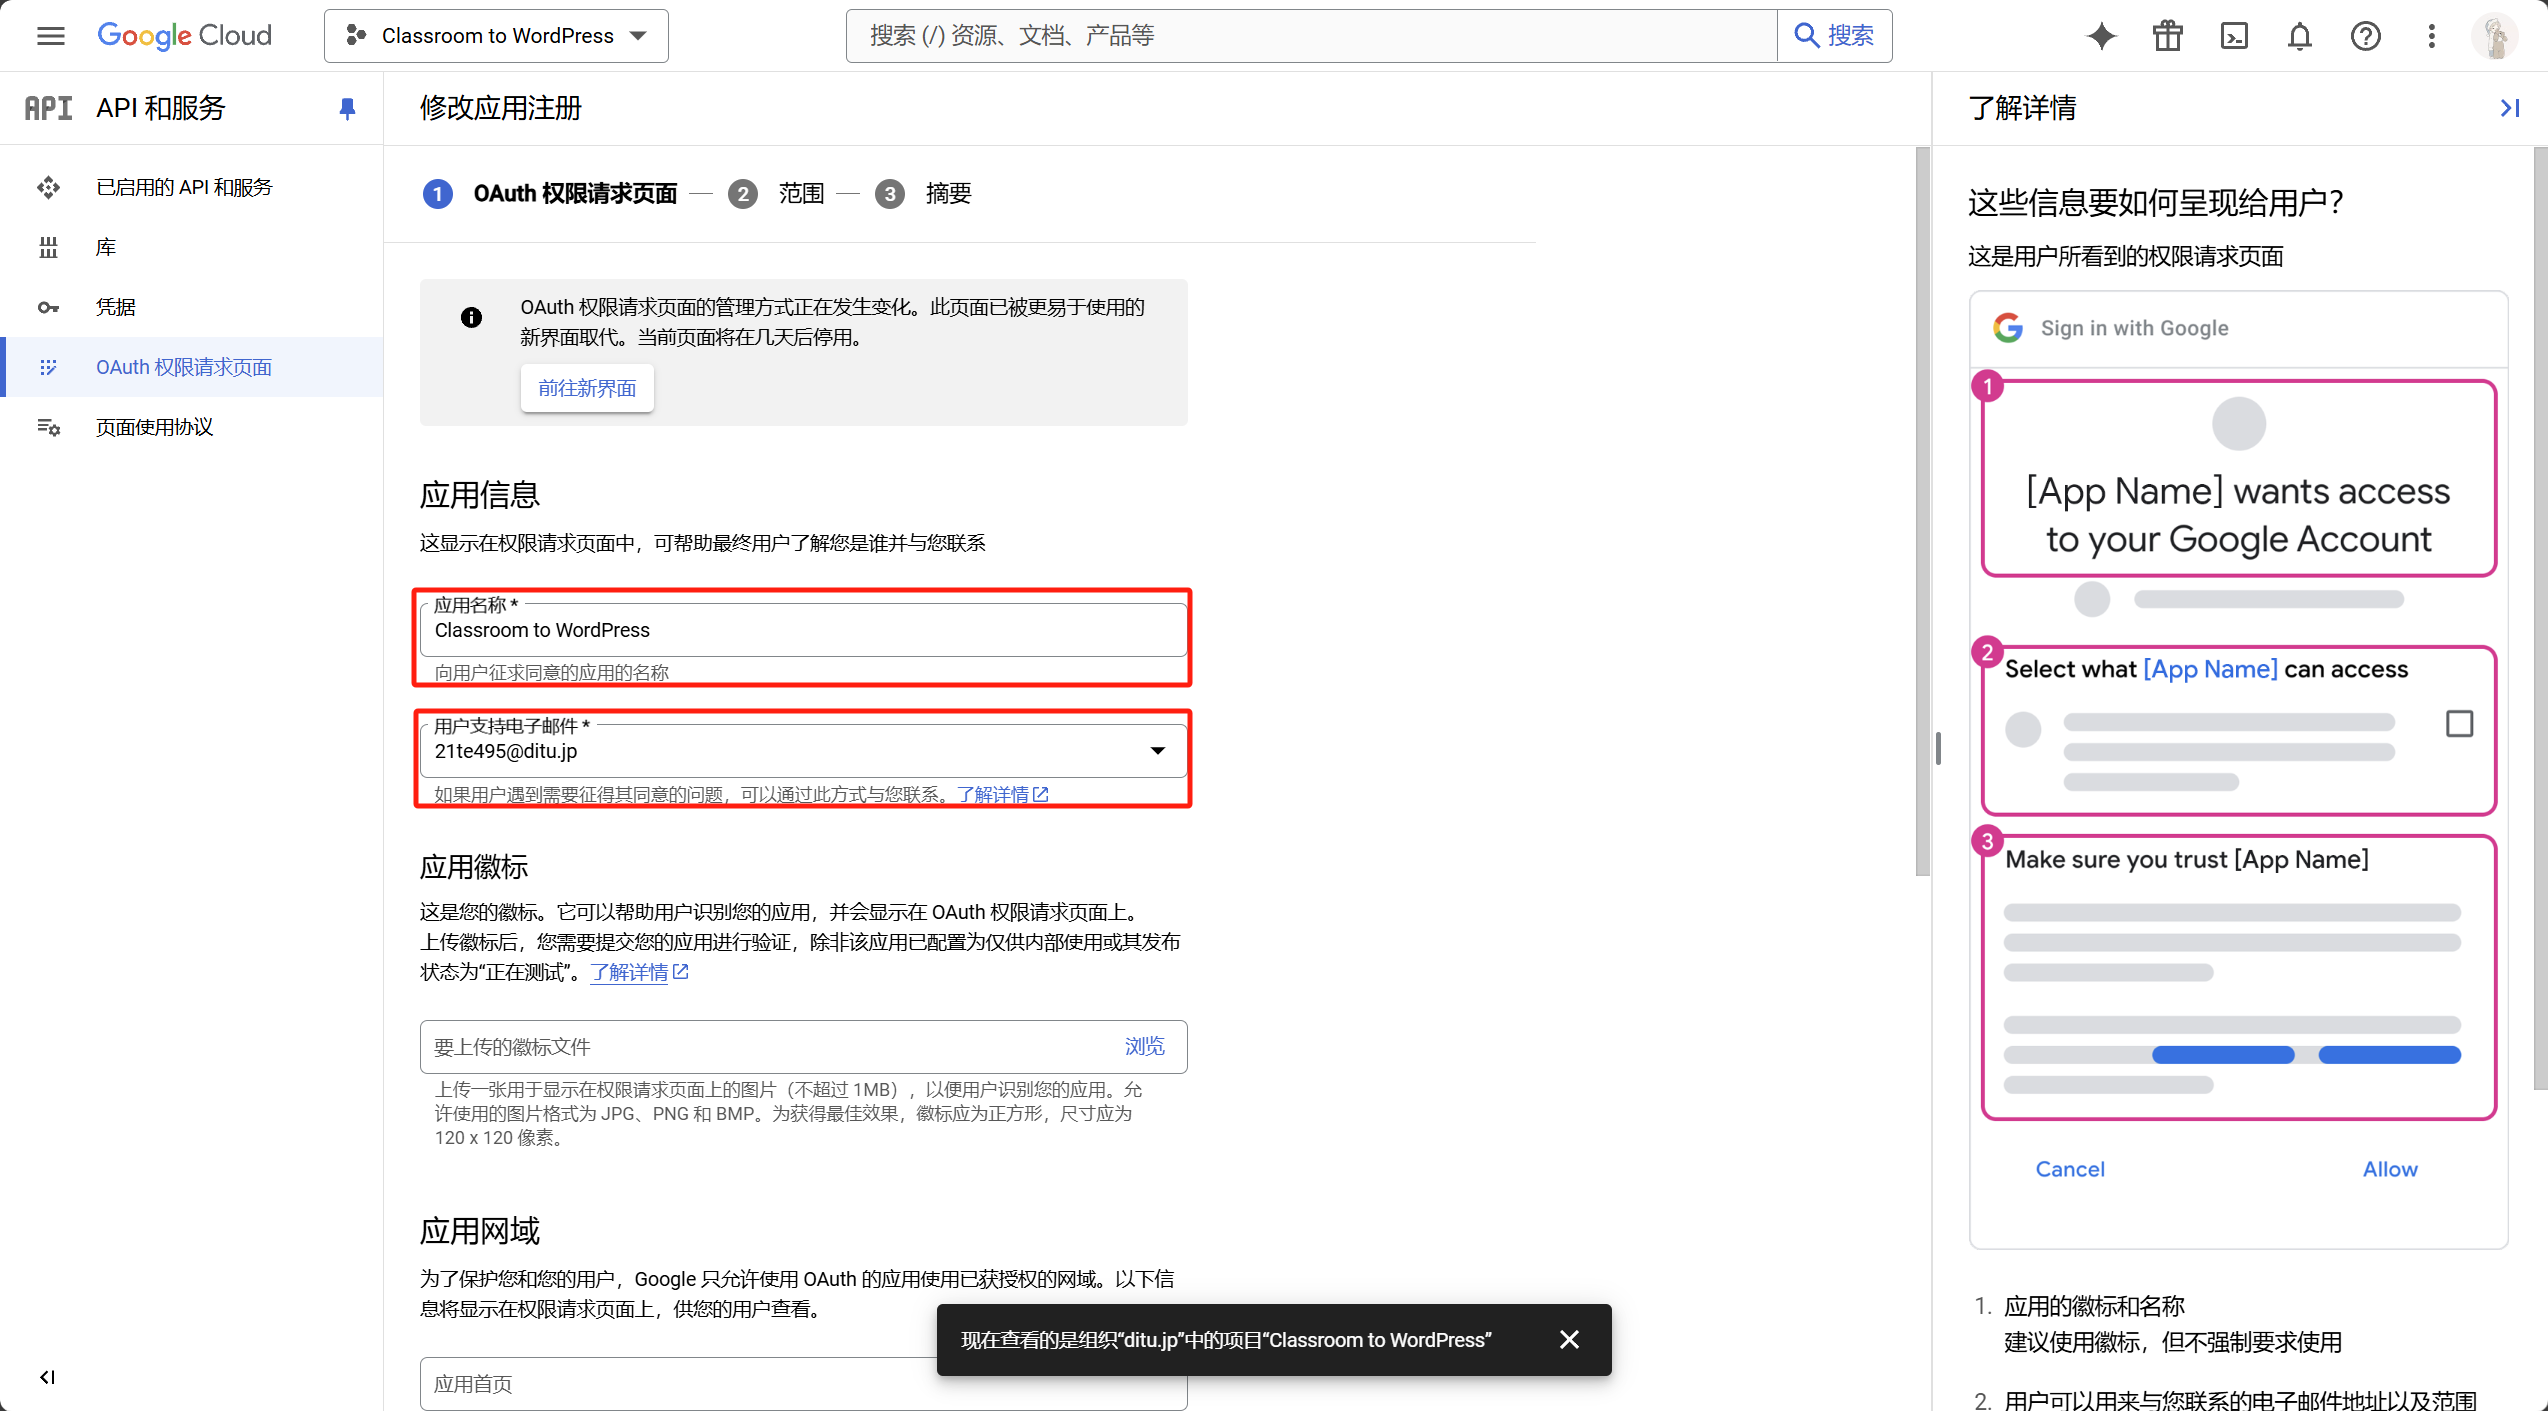 Google Cloud
Classroom to WordPress
搜索 (/) 资源、文档、产品等
搜索
API
API 和服务
已启用的 API 和服务
库
凭据
OAuth 权限请求页面
页面使用协议
修改应用注册
1 OAuth 权限请求页面 — 2 范围 — 3 摘要
OAuth 权限请求页面的管理方式正在发生变化。此页面已被更易于使用的
新界面取代。当前页面将在几天后停用。
前往新界面
应用信息
这显示在权限请求页面中，可帮助最终用户了解您是谁并与您联系
应用名称 *
Classroom to WordPress
向用户征求同意的应用的名称
用户支持电子邮件 *
21te495@ditu.jp
如果用户遇到需要征得其同意的问题，可以通过此方式与您联系。了解详情
应用徽标
这是您的徽标。它可以帮助用户识别您的应用，并会显示在 OAuth 权限请求页面上。
上传徽标后，您需要提交您的应用进行验证，除非该应用已配置为仅供内部使用或其发布
状态为“正在测试”。了解详情
要上传的徽标文件
浏览
上传一张用于显示在权限请求页面上的图片（不超过 1MB），以便用户识别您的应用。允
许使用的图片格式为 JPG、PNG 和 BMP。为获得最佳效果，徽标应为正方形，尺寸应为
120 x 120 像素。
应用网域
为了保护您和您的用户，Google 只允许使用 OAuth 的应用使用已获授权的网域。以下信
息将显示在权限请求页面上，供您的用户查看。
应用首页
现在查看的是组织“ditu.jp”中的项目“Classroom to WordPress”
了解详情
这些信息要如何呈现给用户？
这是用户所看到的权限请求页面
Sign in with Google
1
[App Name] wants access
to your Google Account
2
Select what [App Name] can access
3
Make sure you trust [App Name]
Cancel
Allow
1. 应用的徽标和名称
建议使用徽标，但不强制要求使用
2. 用户可以用来与您联系的电子邮件地址以及范围